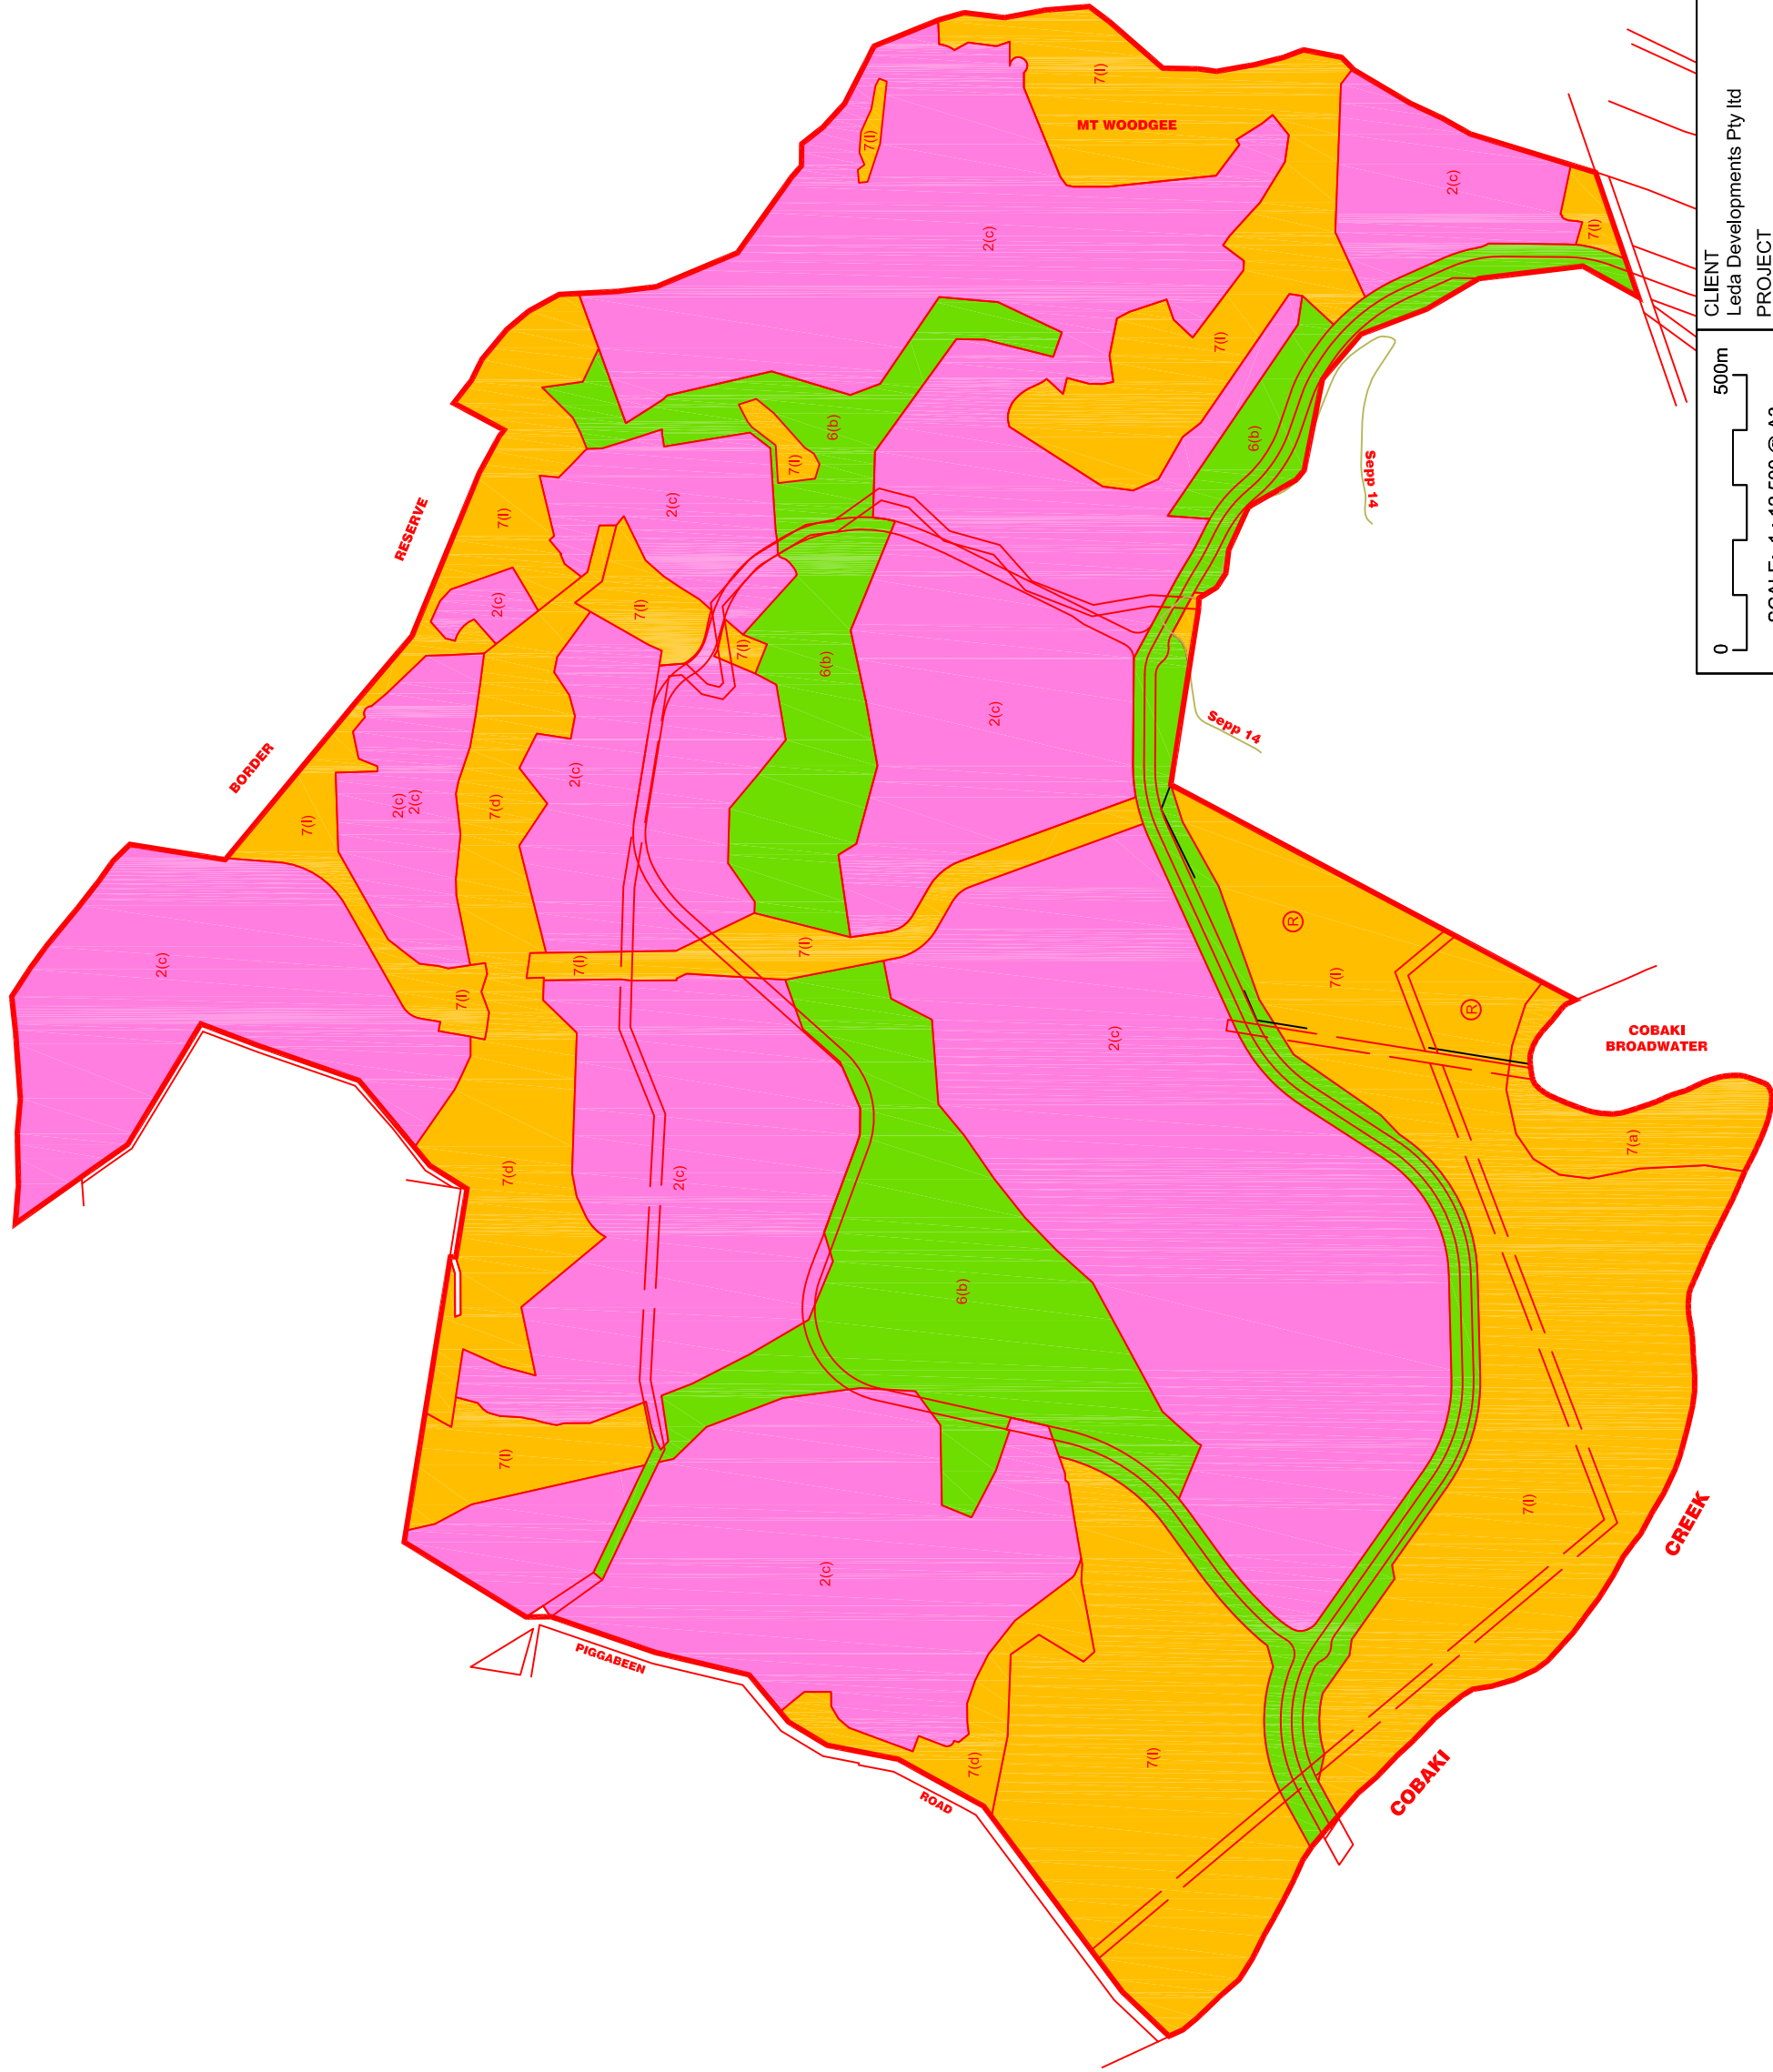 7(l)
MT WOODGEE
7(l)
2(c)
2(c)
7(l)
7(l)
6(b)
7(l)
6(b)
Sepp 14
2(c)
7(l)
RESERVE
2(c)
7(l)
7(l)
6(b)
2(c)
Sepp 14
BORDER
2(c)
7(d)
2(c)
2(c)
7(l)
R
7(l)
7(l)
7(l)
2(c)
7(l)
R
COBAKI
BROADWATER
2(c)
7(a)
7(d)
2(c)
6(b)
7(l)
7(l)
CREEK
2(c)
PIGGABEEN
7(d)
7(l)
COBAKI
ROAD
CLIENT
Leda Developments Pty ltd
PROJECT
0 500m